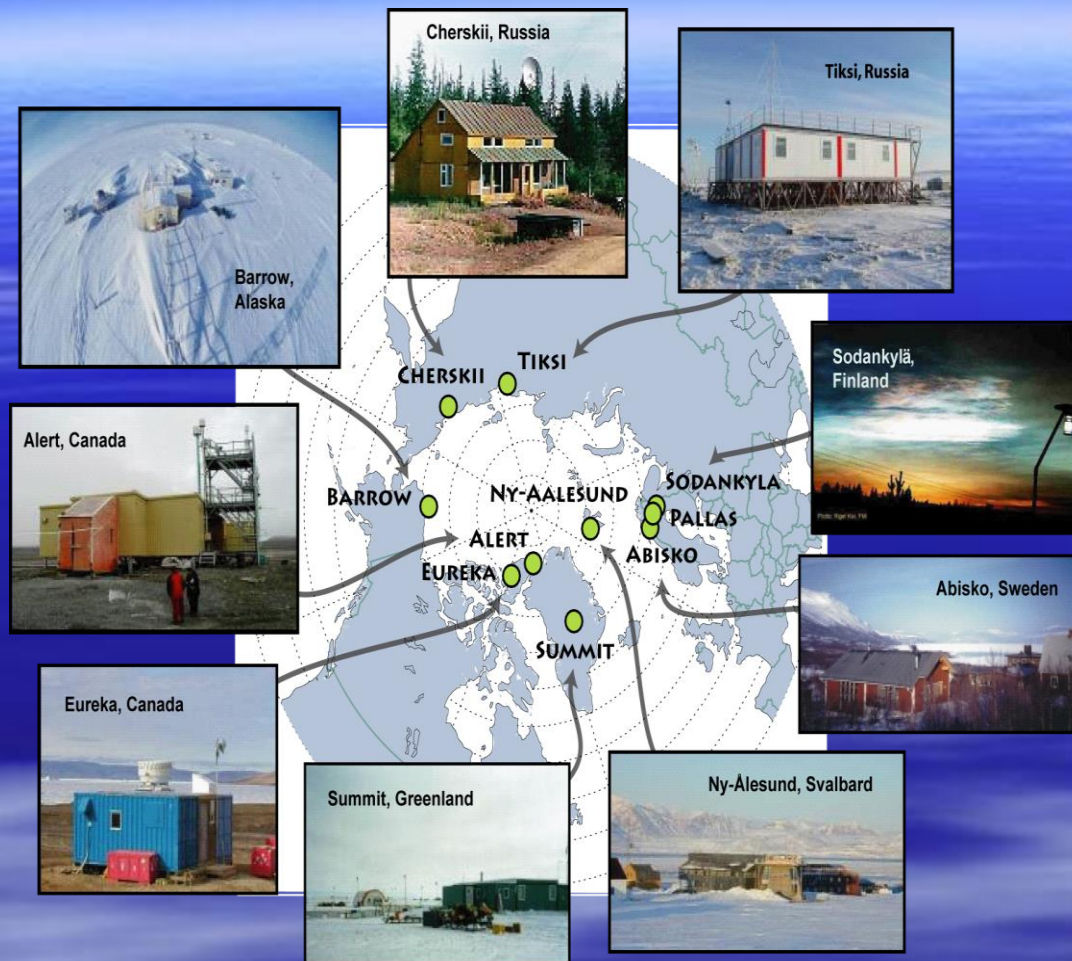 Cherskii, Russia
Tiksi, Russia
Barrow,
Alaska
Sodankylä,
Finland
Alert, Canada
Abisko, Sweden
Eureka, Canada
Summit, Greenland
Ny-Ålesund, Svalbard
TIKSI
CHERSKII
BARROW
NY-AALESUND
SODANKYLA
PALLAS
ABISKO
ALERT
EUREKA
SUMMIT